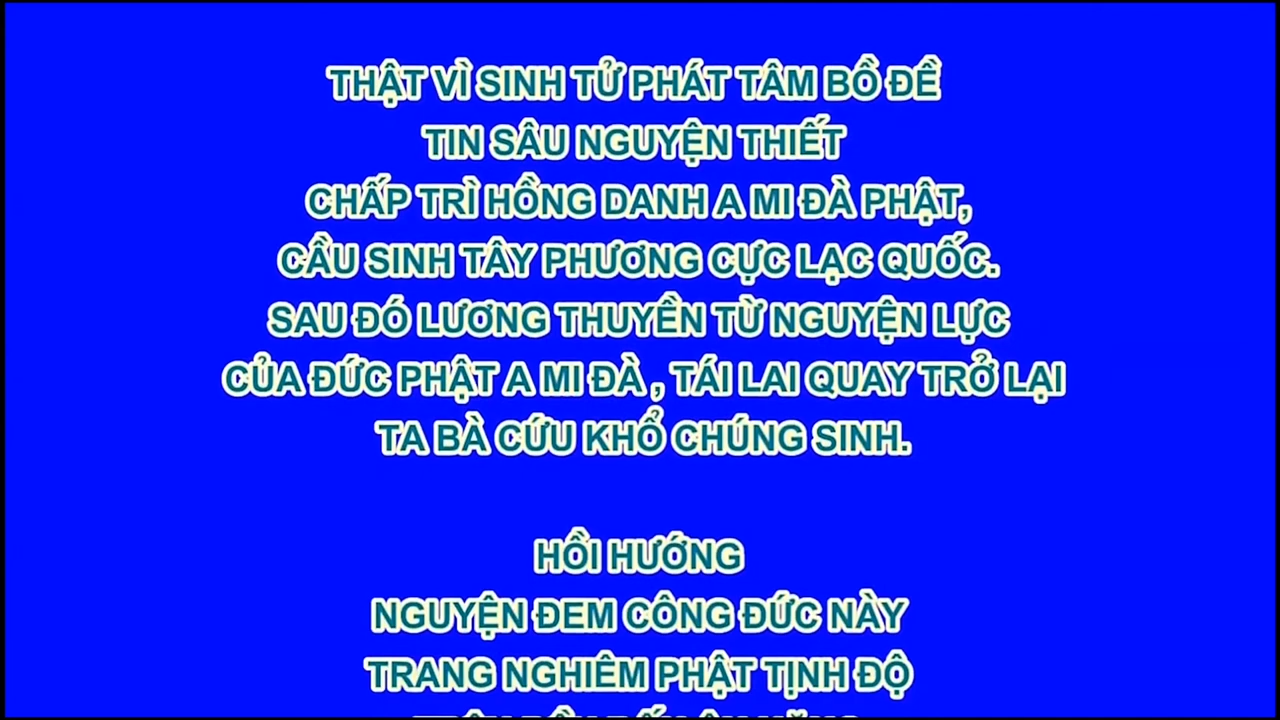 THẬT VÌ SINH TỬ PHÁT TÂM BỒ ĐỀ
TIN SÂU NGUYỆN THIẾT
CHẤP TRÌ HỒNG DANH A MI ĐÀ PHẬT,
CẦU SINH TÂY PHƯƠNG CỰC LẠC QUỐC.
SAU ĐÓ LƯƠNG THUYỀN TỪ NGUYỆN LỰC
CỦA ĐỨC PHẬT A MI ĐÀ , TÁI LAI QUAY TRỞ LẠI
TA BÀ CỨU KHỔ CHÚNG SINH.
HỒI HƯỚNG
NGUYỆN ĐEM CÔNG ĐỨC NÀY
TRANG NGHIÊM PHẬT TỊNH ĐỘ